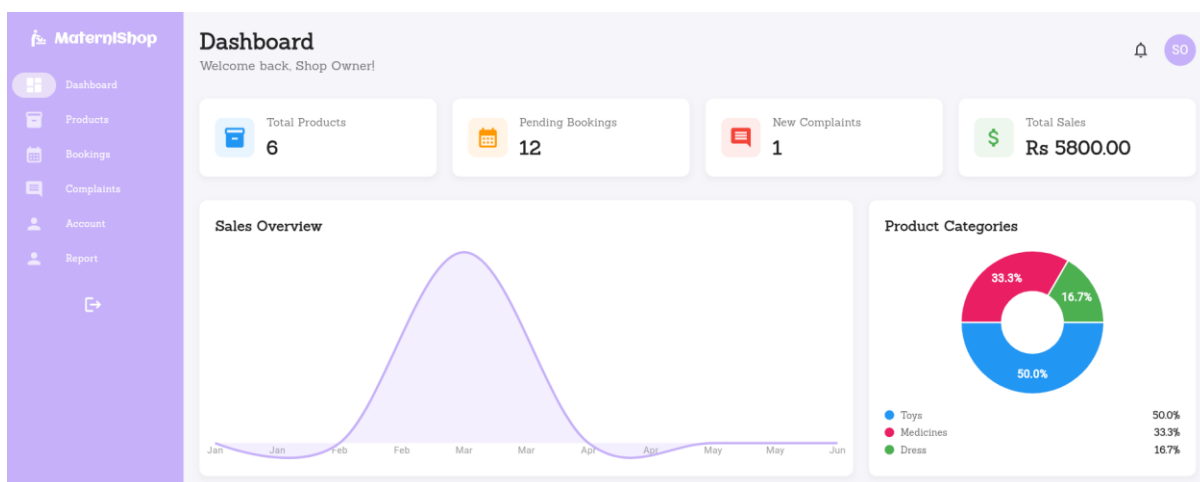 MaterniShop
Dashboard
Products
Bookings
Complaints
Account
Report
Dashboard
Welcome back, Shop Owner!
SO
Total Products
6
Pending Bookings
12
New Complaints
1
Total Sales
Rs 5800.00
Sales Overview
Jan Jan Feb Feb Mar Mar Apr Apr May May Jun
Product Categories
33.3%
16.7%
50.0%
Toys 50.0%
Medicines 33.3%
Dress 16.7%